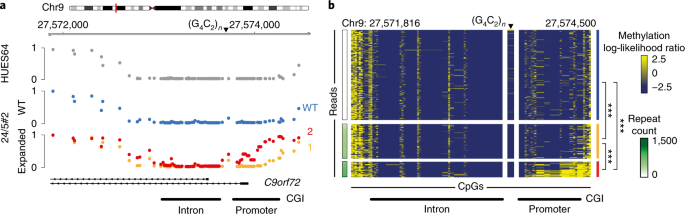 a
Chr9
27,572,000
(G₄C₂)ₙ
27,574,000
HUES64
1
0
24/5#2
WT
1
0
WT
Expanded
1
0
2
1
C9orf72
Intron
Promoter
CGI
b
Chr9: 27,571,816
(G₄C₂)ₙ
27,574,500
Reads
***
***
***
CpGs
Intron
Promoter
Methylation
log-likelihood ratio
2.5
−2.5
Repeat
count
1,500
0